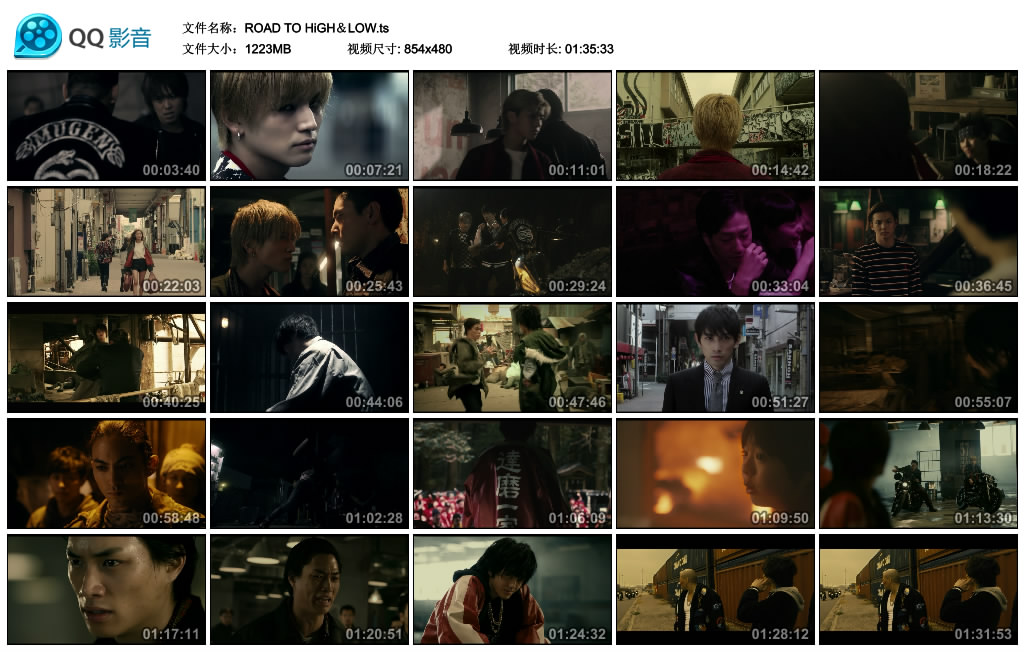 QQ 影音
文件名称: ROAD TO HiGH&LOW.ts
文件大小: 1223MB 视频尺寸: 854x480 视频时长: 01:35:33
MUGEN
00:03:40 00:07:21 00:11:01 00:14:42 00:18:22
00:22:03 00:25:43 00:29:24 00:33:04 00:36:45
00:40:25 00:44:06 00:47:46 00:51:27 00:55:07
達磨一家
00:58:48 01:02:28 01:06:09 01:09:50 01:13:30
01:17:11 01:20:51 01:24:32 01:28:12 01:31:53